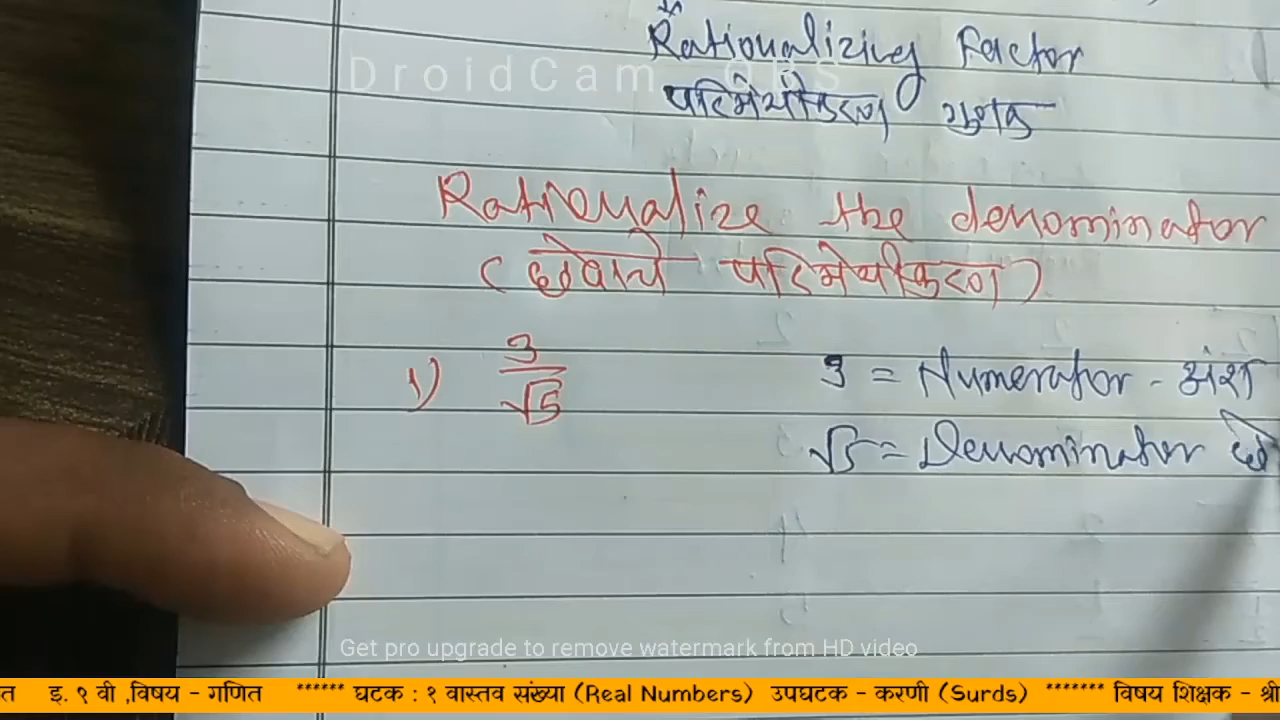 Rationalizing Factor
DroidCam OBS
परिमेयीकरण गुणक
Rationalize the denominator
(छेदाचे परिमेयीकरण)
1) 3/√5
3 = Numerator - अंश
√5 = Denominator छे
Get pro upgrade to remove watermark from HD video
त इ. ९ वी ,विषय - गणित ****** घटक : १ वास्तव संख्या (Real Numbers) उपघटक - करणी (Surds) ******* विषय शिक्षक - श्री